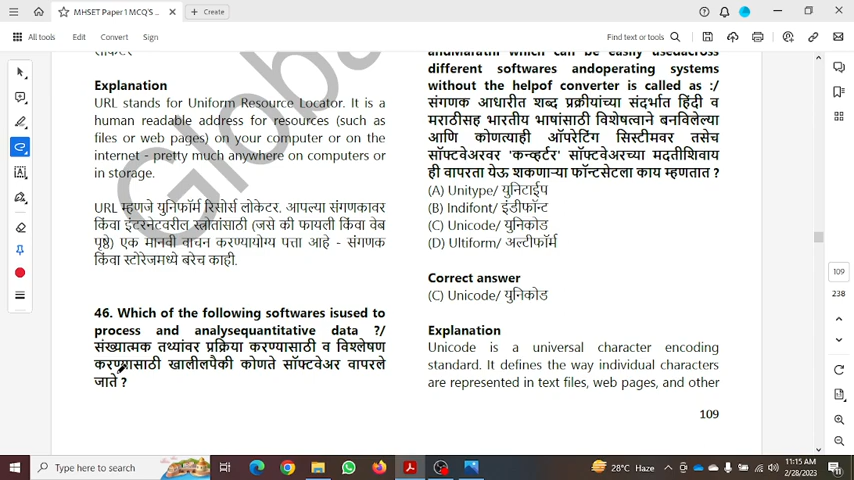 MHSET Paper 1 MCQ'S...
Create
All tools
Edit
Convert
Sign
Find text or tools
Global
Explanation
URL stands for Uniform Resource Locator. It is a
human readable address for resources (such as
files or web pages) on your computer or on the
internet - pretty much anywhere on computers or
in storage.
URL म्हणजे युनिफॉर्म रिसोर्स लोकेटर. आपल्या संगणकावर
किंवा इंटरनेटवरील स्त्रोतांसाठी (जसे की फायली किंवा वेब
पृष्ठे) एक मानवी वाचन करण्यायोग्य पत्ता आहे - संगणक
किंवा स्टोरेजमध्ये बरेच काही.
46. Which of the following softwares isused to
process and analysequantitative data ?/
संख्यात्मक तथ्यांवर प्रक्रिया करण्यासाठी व विश्लेषण
करण्यासाठी खालीलपैकी कोणते सॉफ्टवेअर वापरले
जाते ?
andMarathi which can be easily usedacross
different softwares andoperating systems
without the helpof converter is called as :/
संगणक आधारीत शब्द प्रक्रीयांच्या संदर्भात हिंदी व
मराठीसह भारतीय भाषांसाठी विशेषत्वाने बनविलेल्या
आणि कोणत्याही ऑपरेटिंग सिस्टीमवर तसेच
सॉफ्टवेअरवर 'कन्व्हर्टर' सॉफ्टवेअरच्या मदतीशिवाय
ही वापरता येऊ शकणाऱ्या फॉन्टसेटला काय म्हणतात ?
(A) Unitype/ युनिटाईप
(B) Indifont/ इंडीफॉन्ट
(C) Unicode/ युनिकोड
(D) Ultiform/ अल्टीफॉर्म
Correct answer
(C) Unicode/ युनिकोड
Explanation
Unicode is a universal character encoding
standard. It defines the way individual characters
are represented in text files, web pages, and other
109
109
238
Type here to search
28°C Haze
11:15 AM
2/28/2023
11